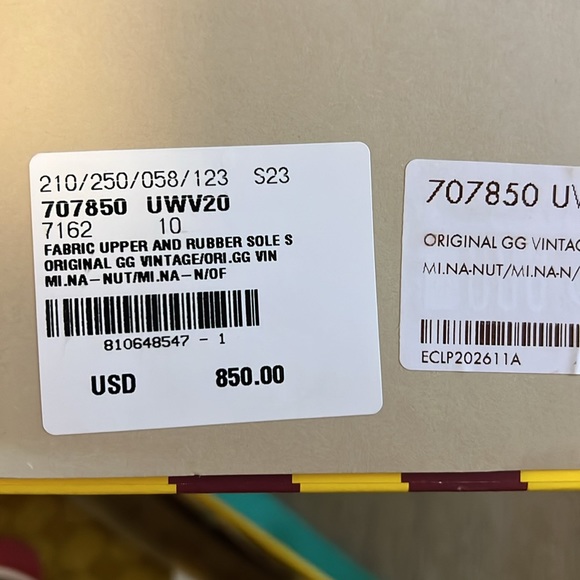 210/250/058/123 S23
707850 UWV20
7162 10
FABRIC UPPER AND RUBBER SOLE S
ORIGINAL GG VINTAGE/ORI.GG VIN
MI.NA-NUT/MI.NA-N/OF
810648547 - 1
USD 850.00
707850 UW
ORIGINAL GG VINTAG
MI.NA-NUT/MI.NA-N/
ECLP202611A